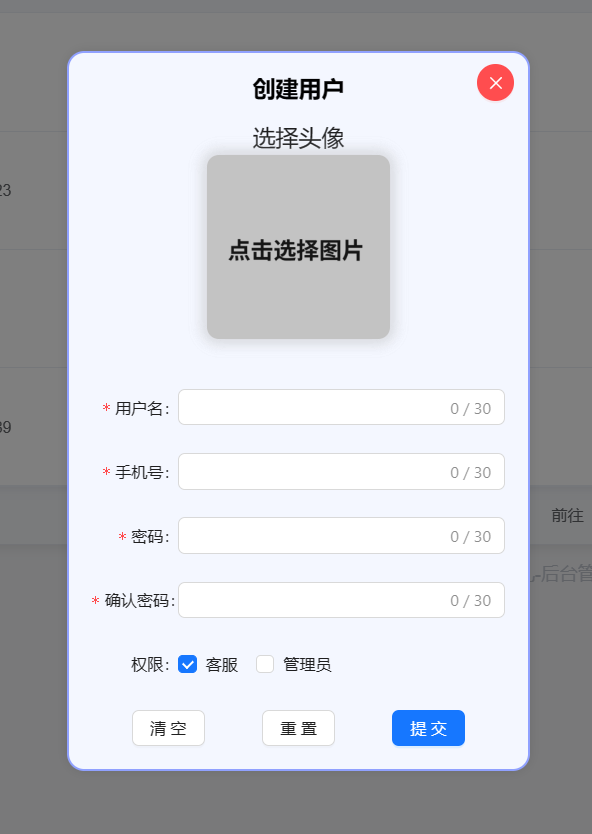 创建用户
选择头像
点击选择图片
23
* 用户名:
0 / 30
* 手机号:
0 / 30
39
* 密码:
0 / 30
前往
-后台管
* 确认密码:
0 / 30
权限:
客服
管理员
清 空
重 置
提 交